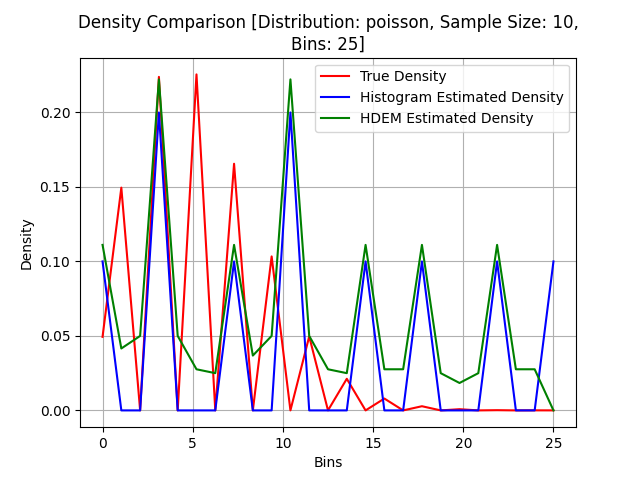 Density Comparison [Distribution: poisson, Sample Size: 10,
Bins: 25]
True Density
Histogram Estimated Density
HDEM Estimated Density
Density
0.20
0.15
0.10
0.05
0.00
0 5 10 15 20 25
Bins